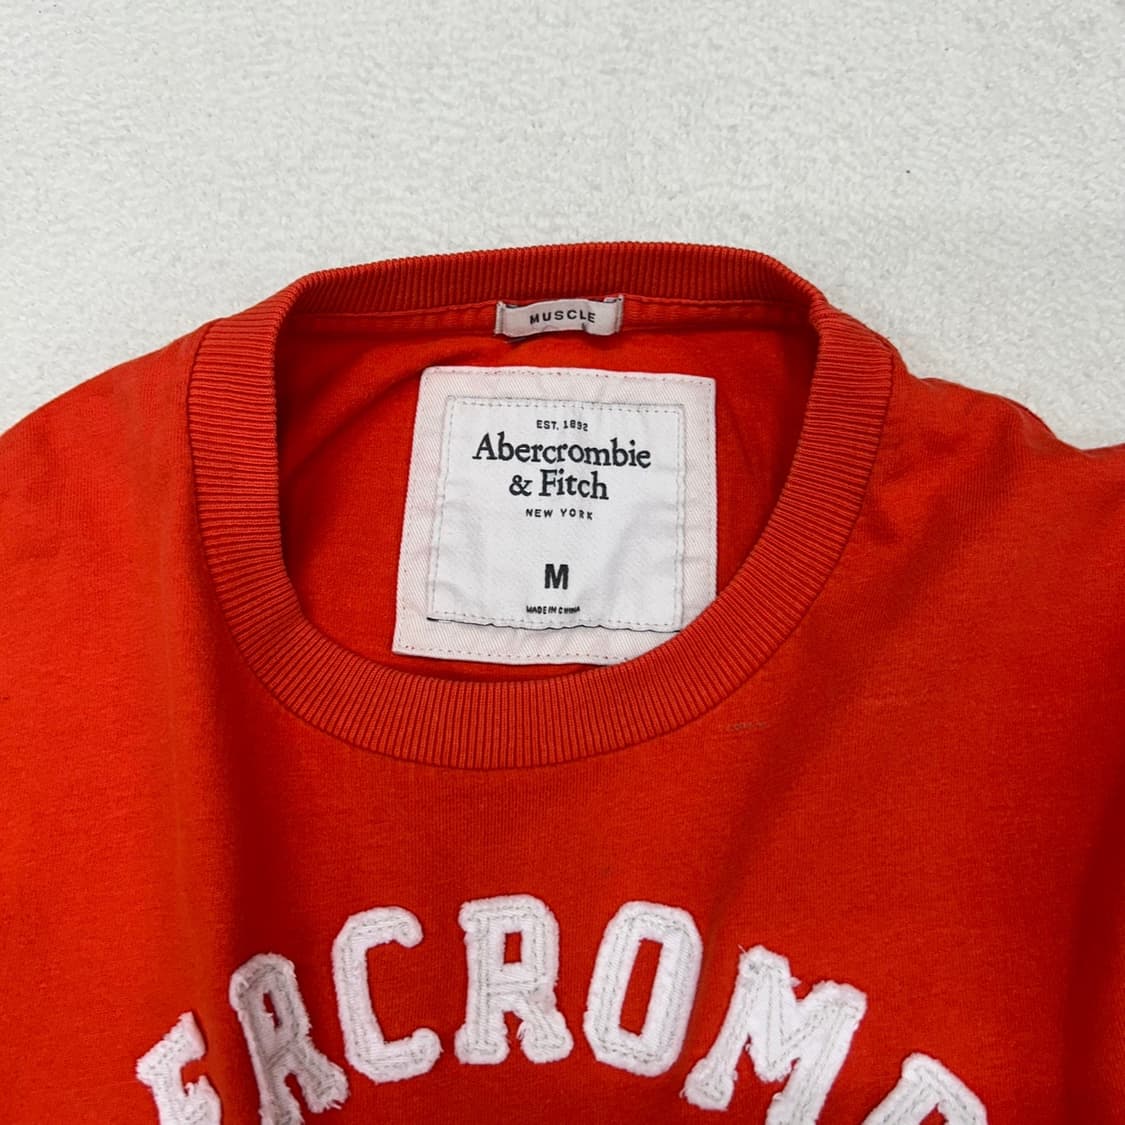 MUSCLE
EST. 1892
Abercrombie
& Fitch
NEW YORK
M
MADE IN CHINA
ERCROMB